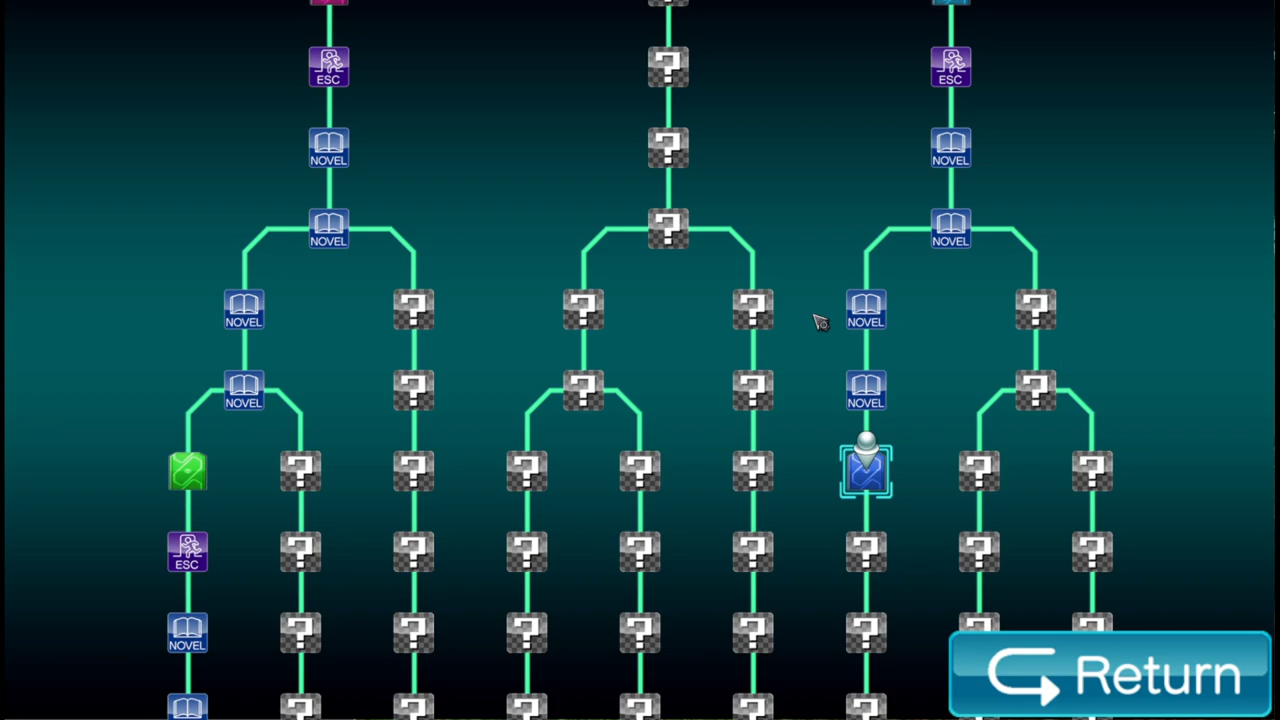 ESC ? ESC
NOVEL ? NOVEL
NOVEL ? NOVEL
NOVEL ? ? ? NOVEL ?
NOVEL ? ? ? NOVEL ?
? ? ? ? ? ? ?
ESC ? ? ? ? ? ? ? ?
NOVEL ? ? ? ? ? ? ? ?
? ? ? ? ? ?
Return